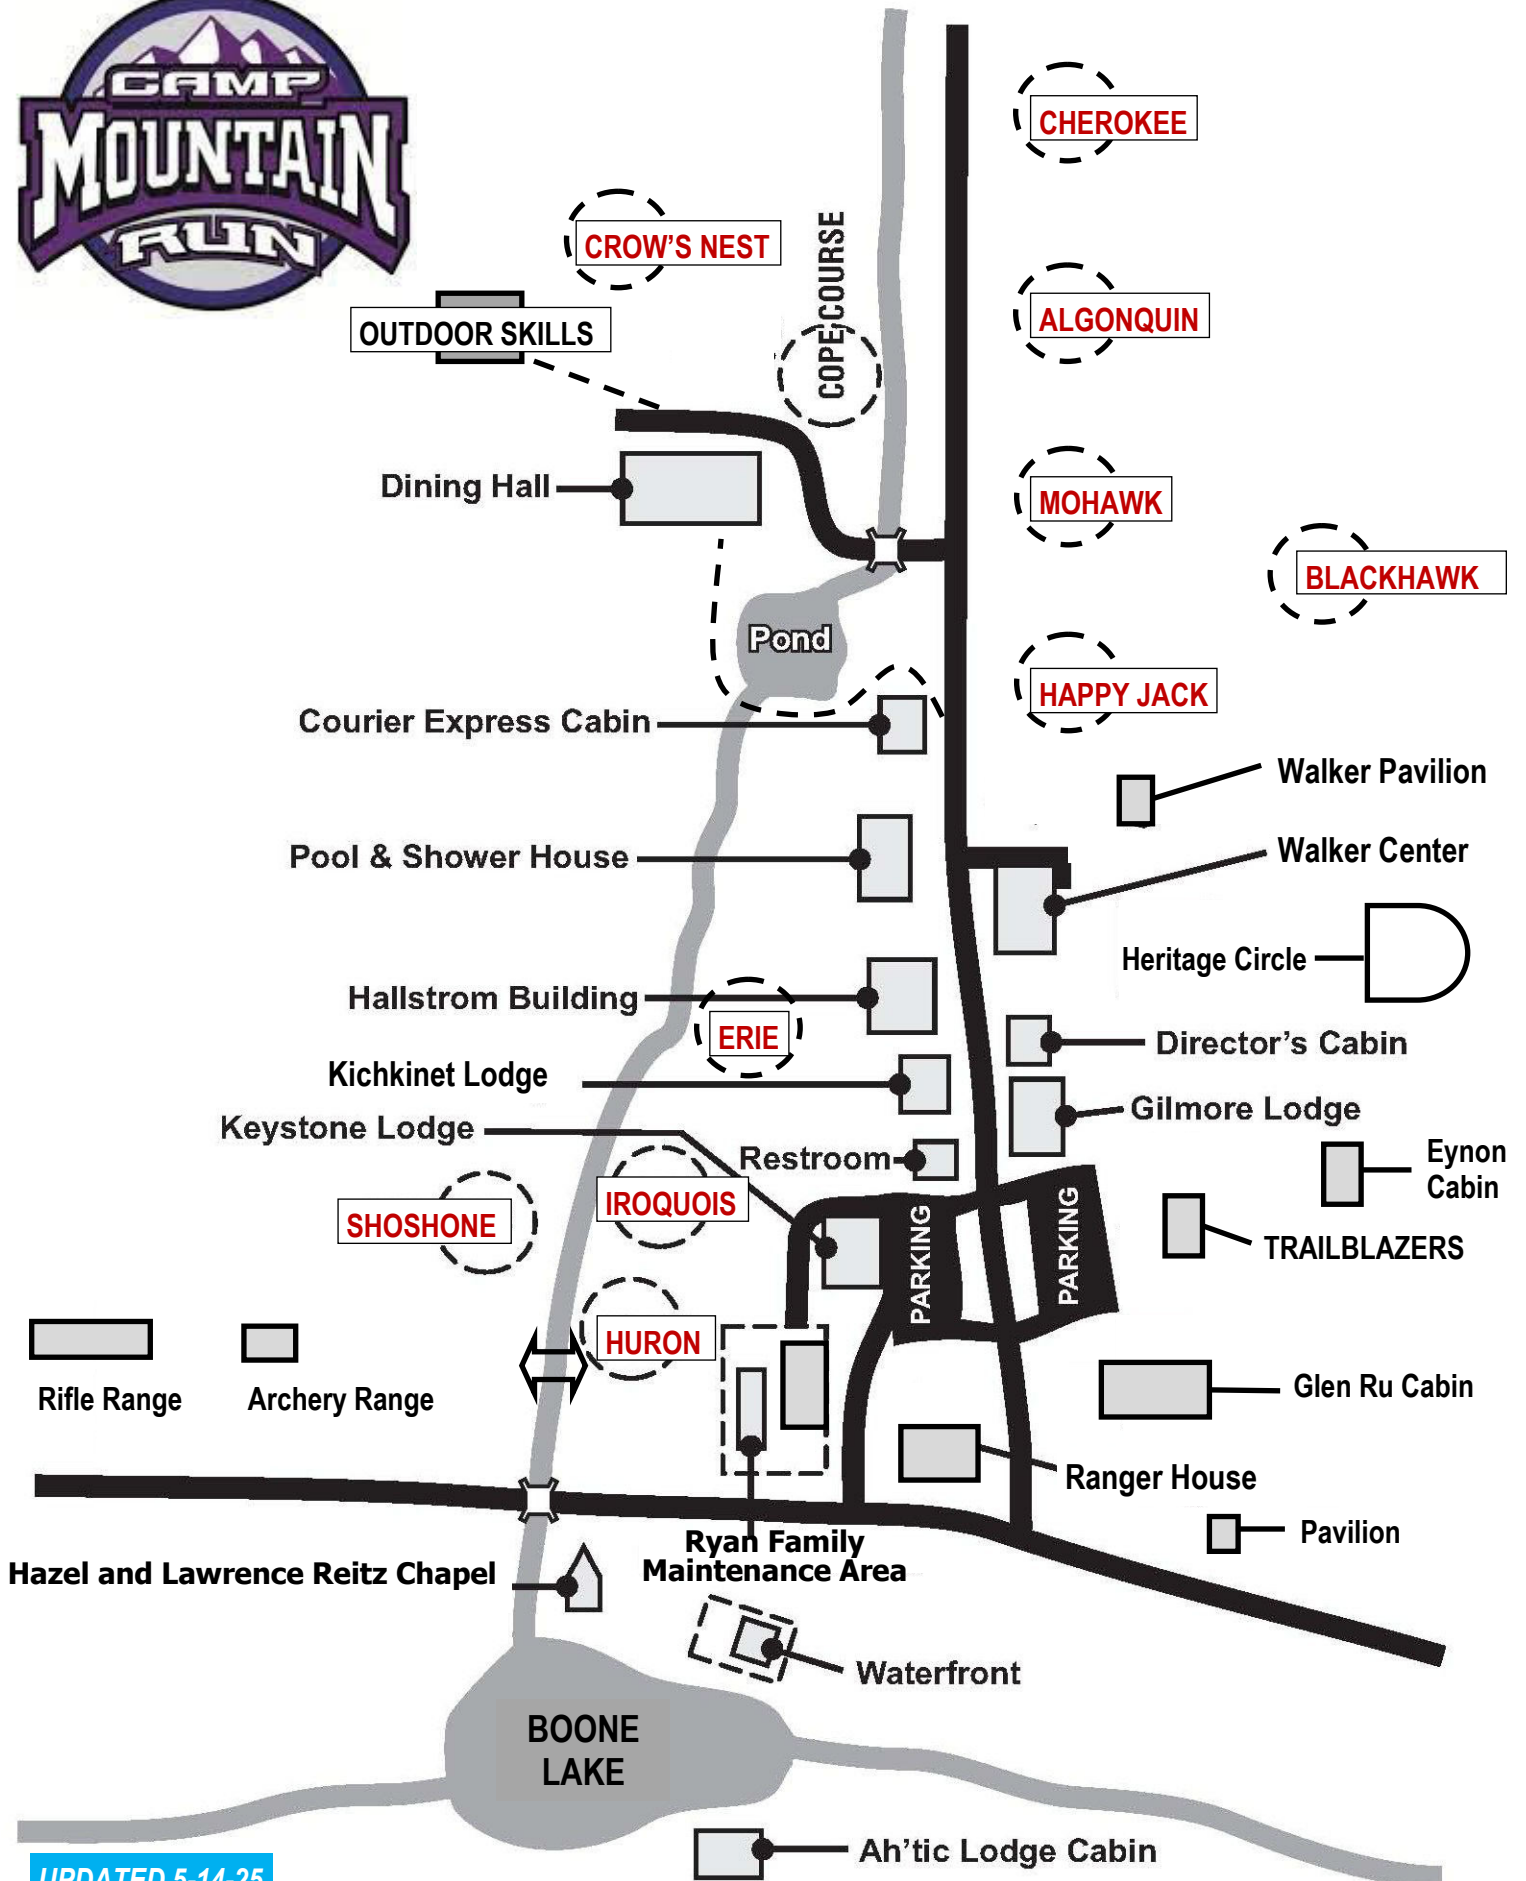 CAMP
MOUNTAIN
RUN
CHEROKEE
CROW'S NEST
COPE COURSE
ALGONQUIN
OUTDOOR SKILLS
Dining Hall
MOHAWK
BLACKHAWK
Pond
HAPPY JACK
Courier Express Cabin
Walker Pavilion
Pool & Shower House
Walker Center
Heritage Circle
Hallstrom Building
ERIE
Director's Cabin
Kichkinet Lodge
Gilmore Lodge
Keystone Lodge
Restroom
Eynon
Cabin
IROQUOIS
SHOSHONE
PARKING
PARKING
TRAILBLAZERS
HURON
Rifle Range
Archery Range
Glen Ru Cabin
Ranger House
Pavilion
Ryan Family
Maintenance Area
Hazel and Lawrence Reitz Chapel
Waterfront
BOONE
LAKE
Ah'tic Lodge Cabin
UPDATED 5-14-25